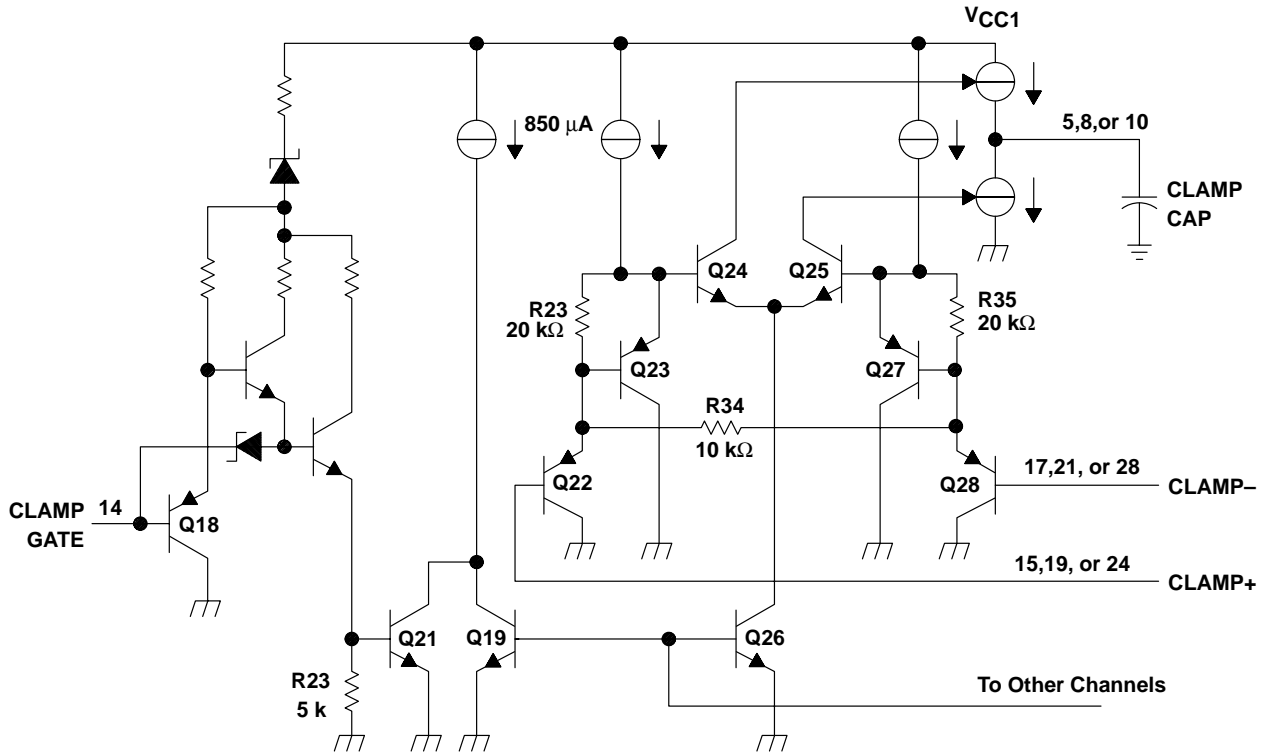 VCC1
850 μA
5,8,or 10
CLAMP
CAP
Q24
Q25
R23
20 kΩ
R35
20 kΩ
Q23
Q27
R34
10 kΩ
Q22
Q28
17,21, or 28
CLAMP–
CLAMP
GATE
14
Q18
15,19, or 24
CLAMP+
Q21
Q19
Q26
R23
5 k
To Other Channels